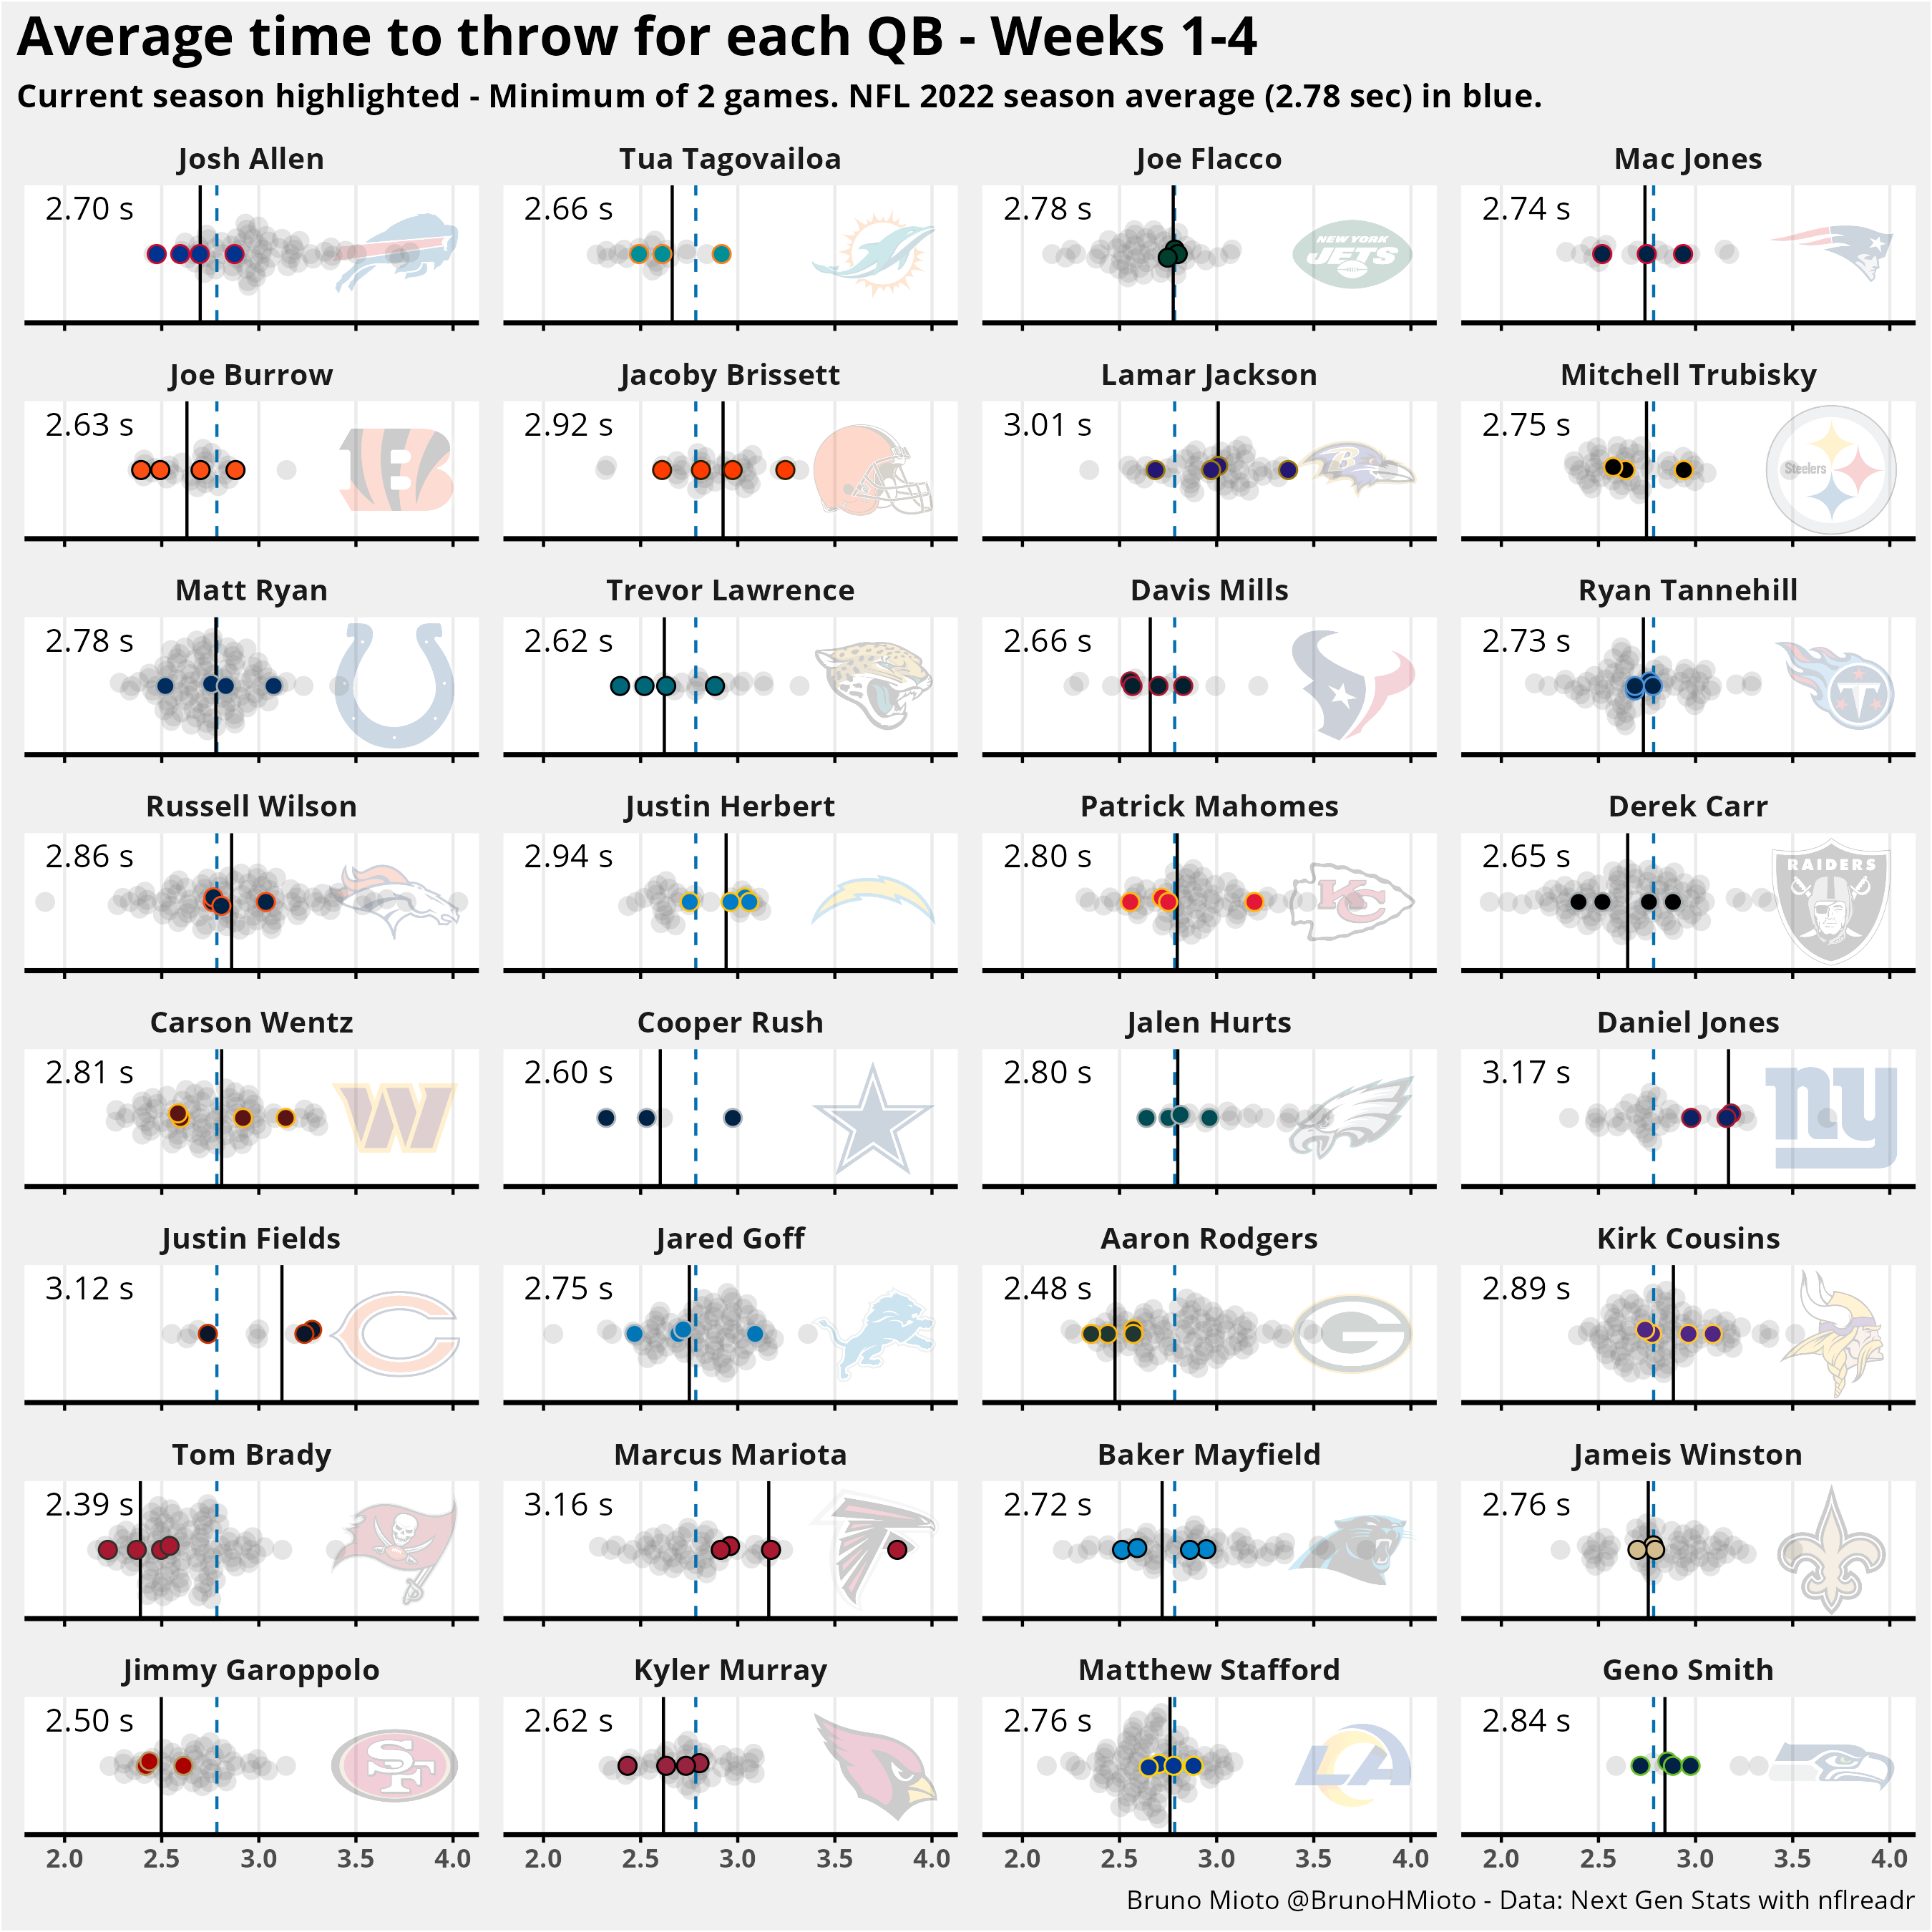 Average time to throw for each QB - Weeks 1-4
Current season highlighted - Minimum of 2 games. NFL 2022 season average (2.78 sec) in blue.
Josh Allen
Tua Tagovailoa
Joe Flacco
Mac Jones
2.70 s
2.66 s
2.78 s
NEW YORK
JETS
2.74 s
Joe Burrow
Jacoby Brissett
Lamar Jackson
Mitchell Trubisky
2.63 s
B
2.92 s
3.01 s
B
2.75 s
Steelers
Matt Ryan
Trevor Lawrence
Davis Mills
Ryan Tannehill
2.78 s
2.62 s
2.66 s
2.73 s
T
Russell Wilson
Justin Herbert
Patrick Mahomes
Derek Carr
2.86 s
2.94 s
2.80 s
KC
2.65 s
RAIDERS
Carson Wentz
Cooper Rush
Jalen Hurts
Daniel Jones
2.81 s
W
2.60 s
2.80 s
3.17 s
ny
Justin Fields
Jared Goff
Aaron Rodgers
Kirk Cousins
3.12 s
C
2.75 s
2.48 s
G
2.89 s
Tom Brady
Marcus Mariota
Baker Mayfield
Jameis Winston
2.39 s
3.16 s
2.72 s
2.76 s
Jimmy Garoppolo
Kyler Murray
Matthew Stafford
Geno Smith
2.50 s
SF
2.62 s
2.76 s
LA
2.84 s
2.0 2.5 3.0 3.5 4.0
2.0 2.5 3.0 3.5 4.0
2.0 2.5 3.0 3.5 4.0
2.0 2.5 3.0 3.5 4.0
Bruno Mioto @BrunoHMioto - Data: Next Gen Stats with nflreadr